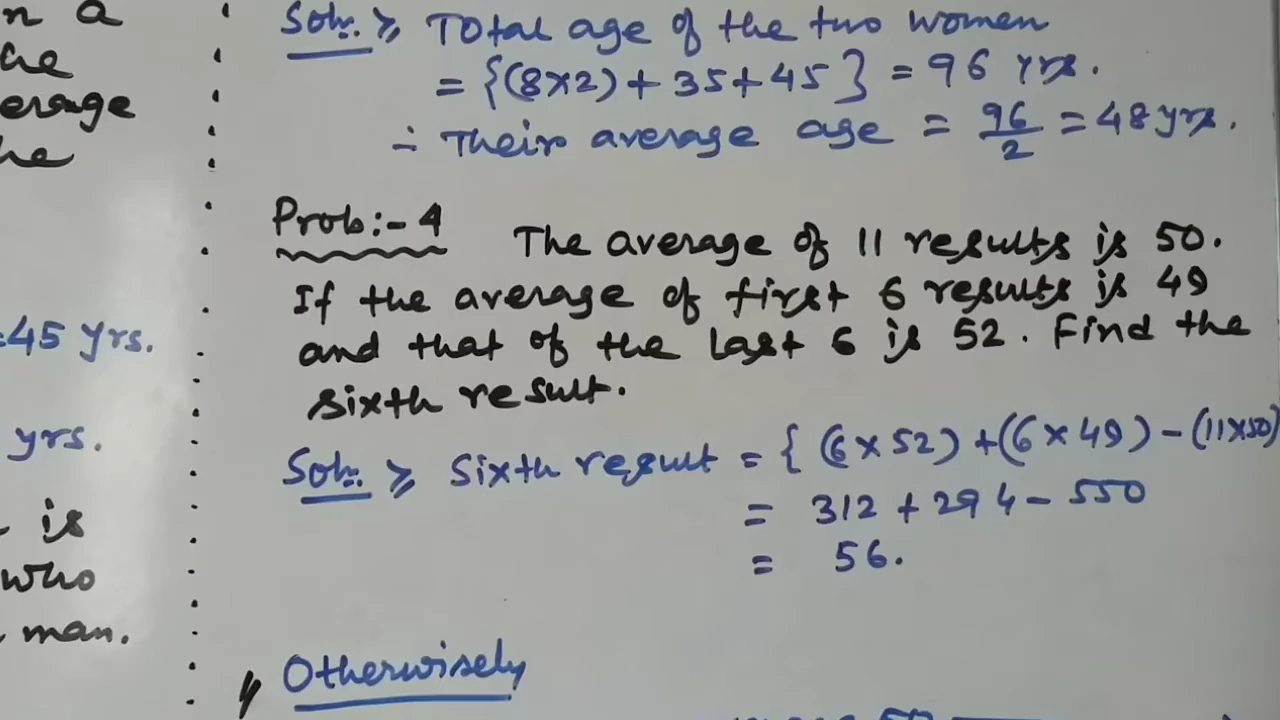 n a
he
erage
he
=45 yrs.
yrs.
is
who
man.
Soln. ⩾ Total age of the two women
= {(8×2) + 35 + 45 } = 96 yrs.
∴ Their average age = 96/2 = 48 yrs.
Prob:- 4 The average of 11 results is 50.
If the average of first 6 results is 49
and that of the last 6 is 52. Find the
sixth result.
Soln. ⩾ Sixth result = { (6×52) + (6×49) - (11×50)
= 312 + 294 - 550
= 56.
Otherwisely